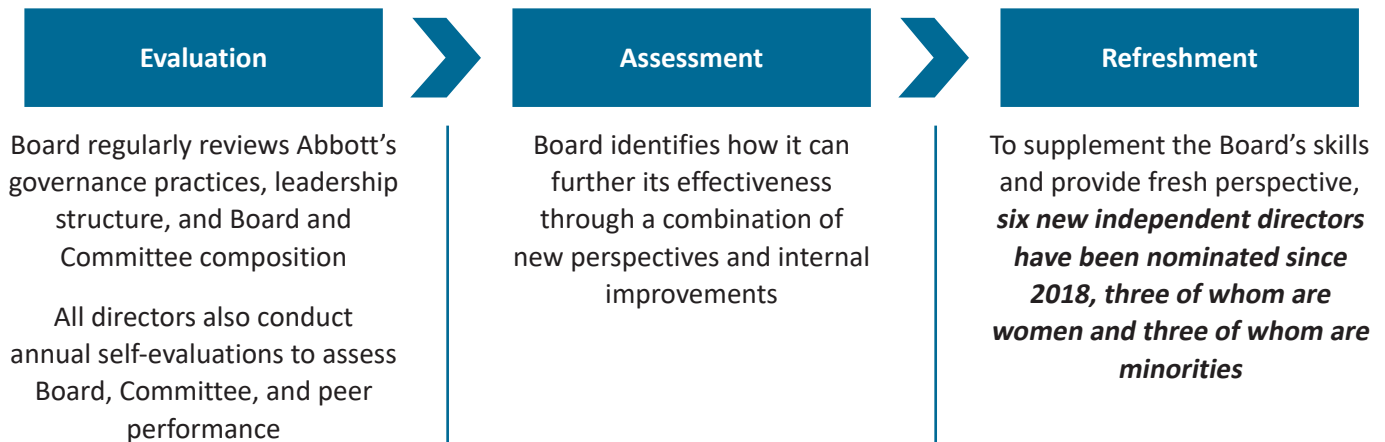 Evaluation
Board regularly reviews Abbott's
governance practices, leadership
structure, and Board and
Committee composition
All directors also conduct
annual self-evaluations to assess
Board, Committee, and peer
performance
Assessment
Board identifies how it can
further its effectiveness
through a combination of
new perspectives and internal
improvements
Refreshment
To supplement the Board's skills
and provide fresh perspective,
six new independent directors
have been nominated since
2018, three of whom are
women and three of whom are
minorities